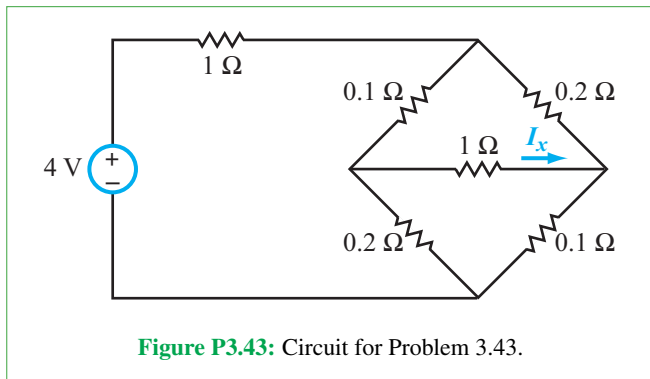 1 Ω
0.1 Ω
0.2 Ω
1 Ω
Iₓ
4 V
+
−
0.2 Ω
0.1 Ω
Figure P3.43: Circuit for Problem 3.43.